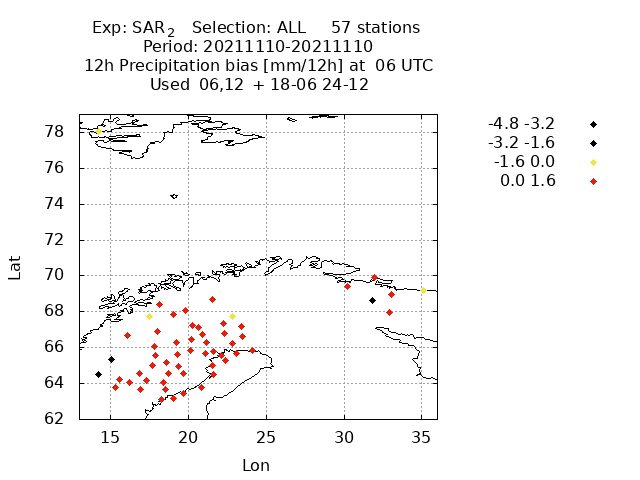 Exp: SAR2   Selection: ALL     57 stations
Period: 20211110-20211110
12h Precipitation bias [mm/12h] at  06 UTC
Used  06,12  + 18-06 24-12
-4.8 -3.2
-3.2 -1.6
-1.6 0.0
0.0 1.6
78
76
74
72
70
68
66
64
62
Lat
15 20 25 30 35
Lon